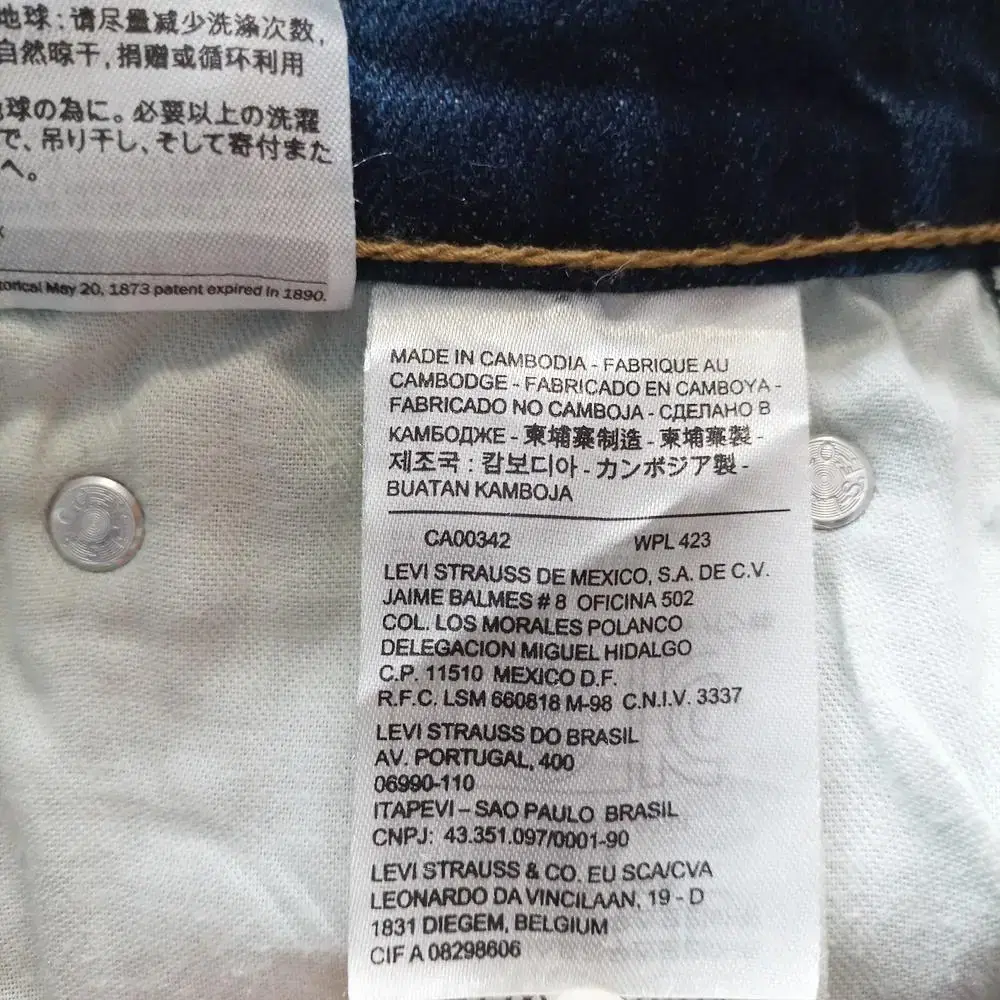 地球:请尽量减少洗涤次数,
自然晾干,捐赠或循环利用
球の為に。必要以上の洗濯
で、吊り干し、そして寄付また
へ。
torical May 20, 1873 patent expired in 1890.
MADE IN CAMBODIA - FABRIQUE AU
CAMBODGE - FABRICADO EN CAMBOYA -
FABRICADO NO CAMBOJA - СДЕЛАНО В
КАМБОДЖЕ - 柬埔寨制造 - 柬埔寨製 -
제조국 : 캄보디아 - カンボジア製 -
BUATAN KAMBOJA
CA00342 WPL 423
LEVI STRAUSS DE MEXICO, S.A. DE C.V.
JAIME BALMES # 8 OFICINA 502
COL. LOS MORALES POLANCO
DELEGACION MIGUEL HIDALGO
C.P. 11510 MEXICO D.F.
R.F.C. LSM 660818 M-98 C.N.I.V. 3337
LEVI STRAUSS DO BRASIL
AV. PORTUGAL, 400
06990-110
ITAPEVI – SAO PAULO BRASIL
CNPJ: 43.351.097/0001-90
LEVI STRAUSS & CO. EU SCA/CVA
LEONARDO DA VINCILAAN, 19 - D
1831 DIEGEM, BELGIUM
CIF A 08298606